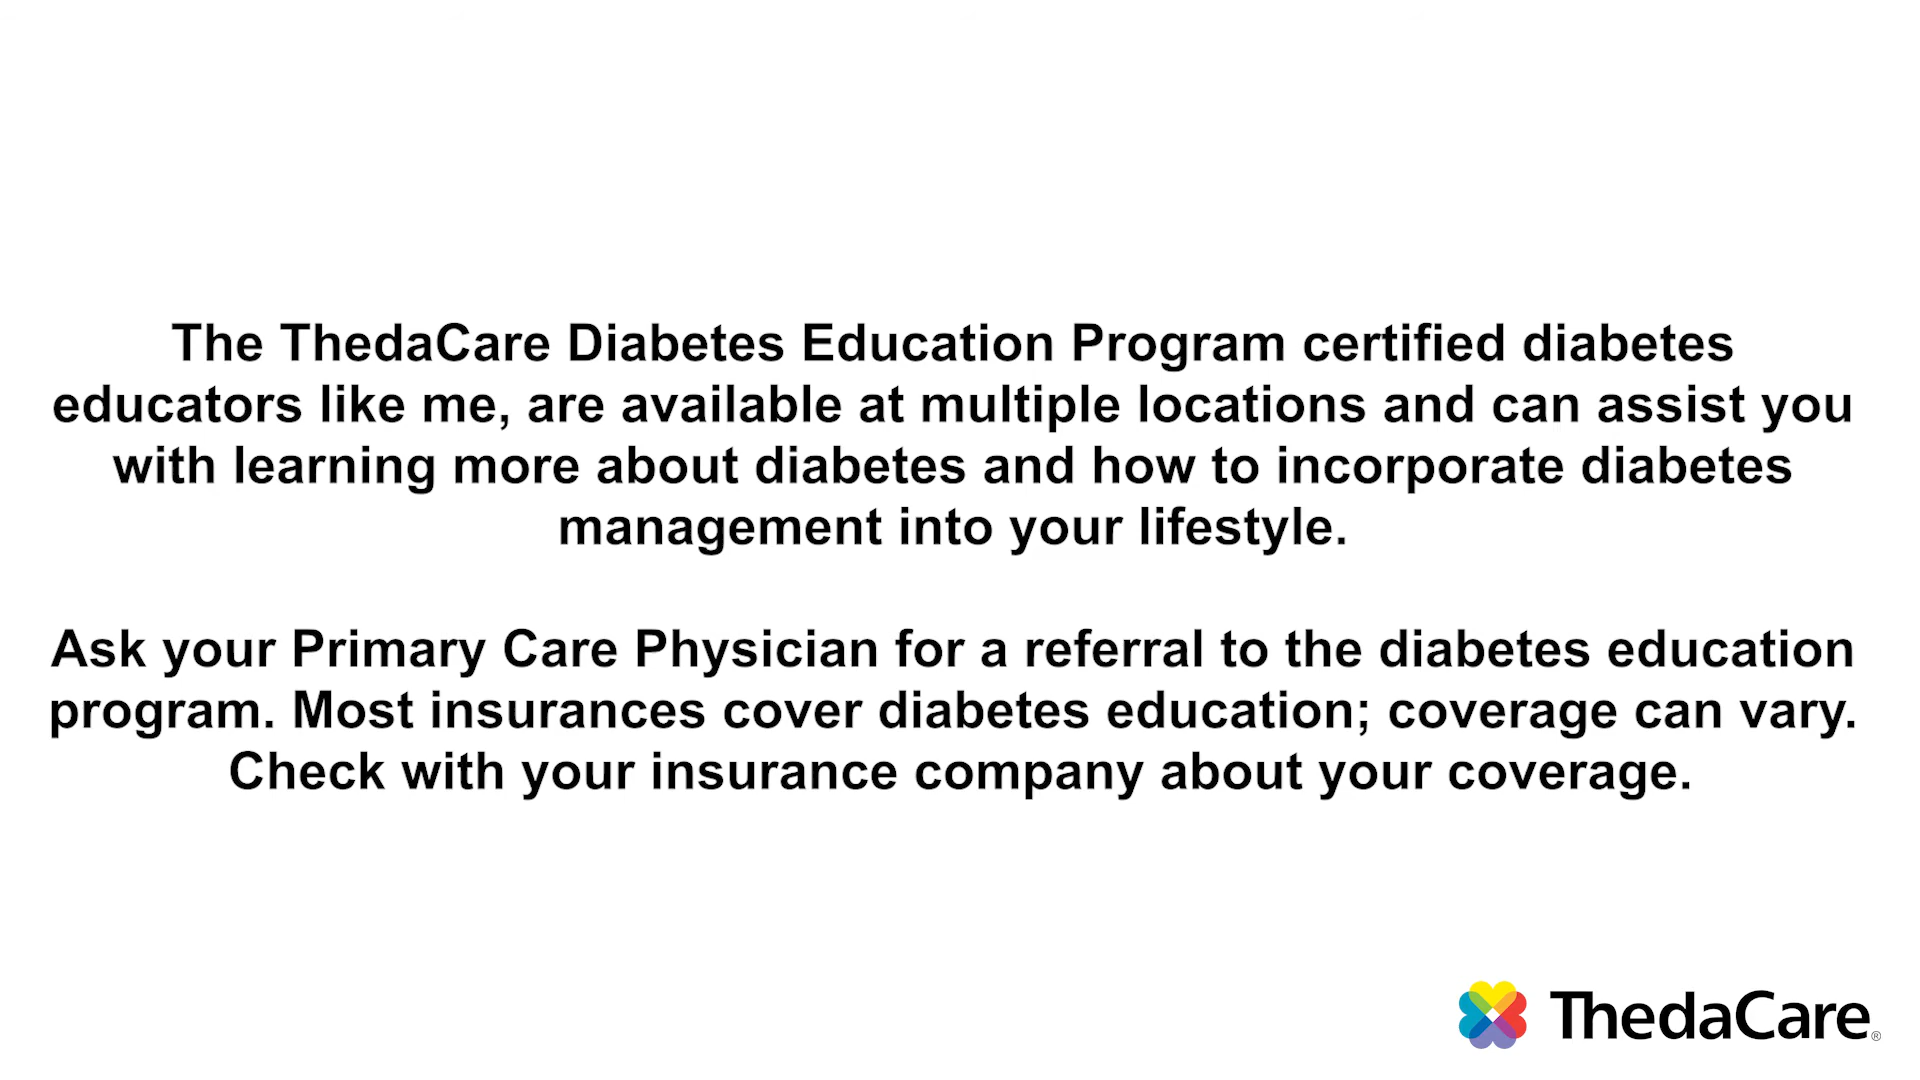 The ThedaCare Diabetes Education Program certified diabetes
educators like me, are available at multiple locations and can assist you
with learning more about diabetes and how to incorporate diabetes
management into your lifestyle.
Ask your Primary Care Physician for a referral to the diabetes education
program. Most insurances cover diabetes education; coverage can vary.
Check with your insurance company about your coverage.
ThedaCare®